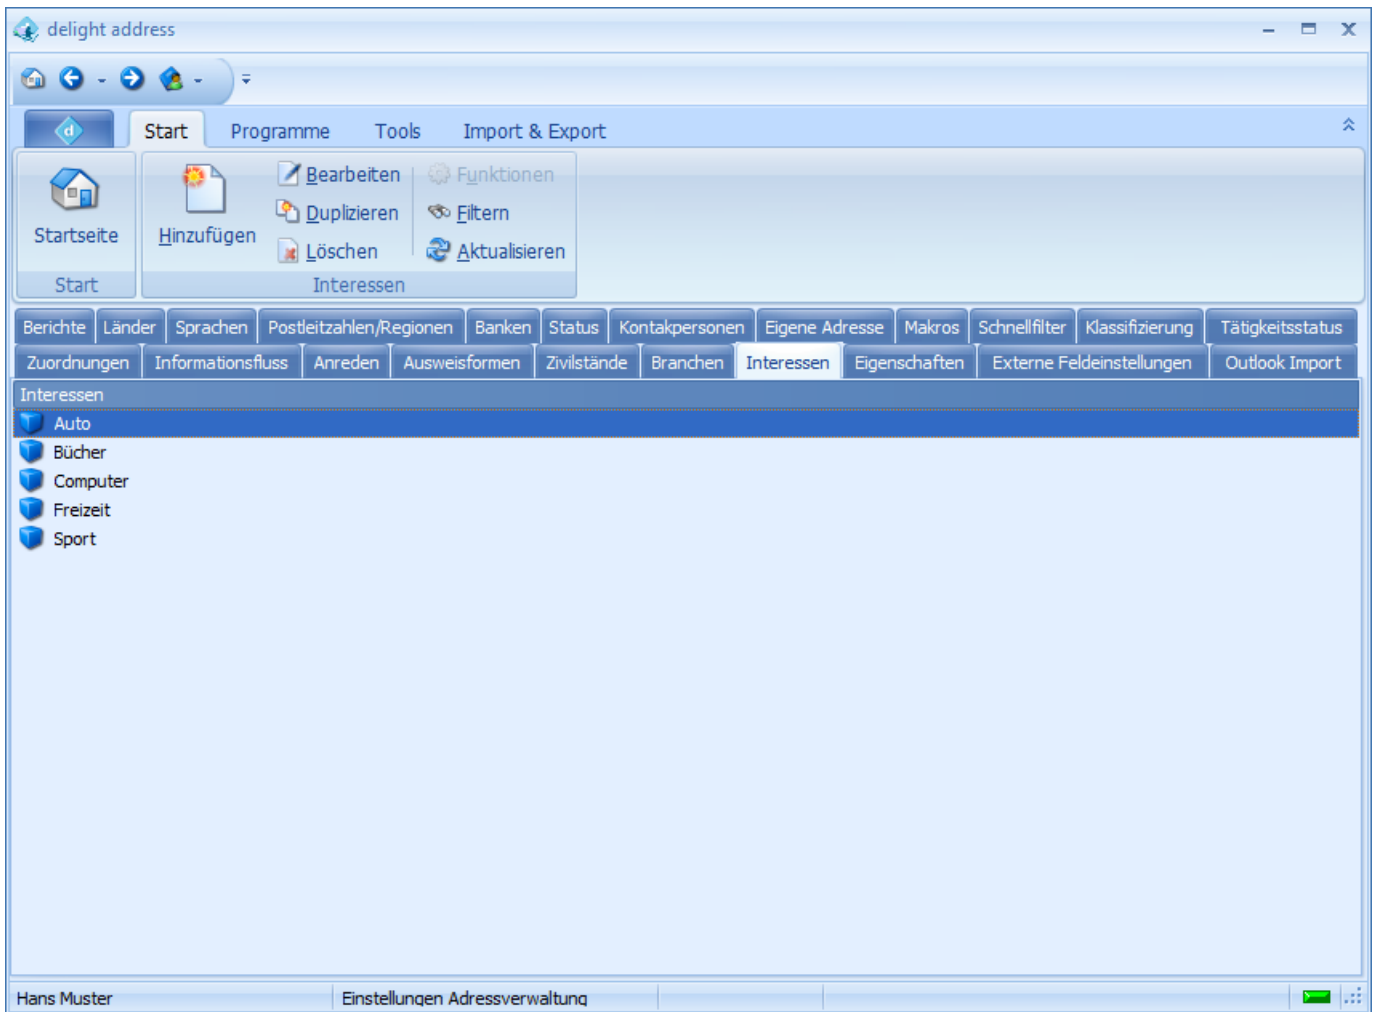 delight address
Start Programme Tools Import & Export
Startseite
Hinzufügen
Bearbeiten
Duplizieren
Löschen
Funktionen
Filtern
Aktualisieren
Start Interessen
Berichte Länder Sprachen Postleitzahlen/Regionen Banken Status Kontakpersonen Eigene Adresse Makros Schnellfilter Klassifizierung Tätigkeitsstatus
Zuordnungen Informationsfluss Anreden Ausweisformen Zivilstände Branchen Interessen Eigenschaften Externe Feldeinstellungen Outlook Import
Interessen
Auto
Bücher
Computer
Freizeit
Sport
Hans Muster Einstellungen Adressverwaltung